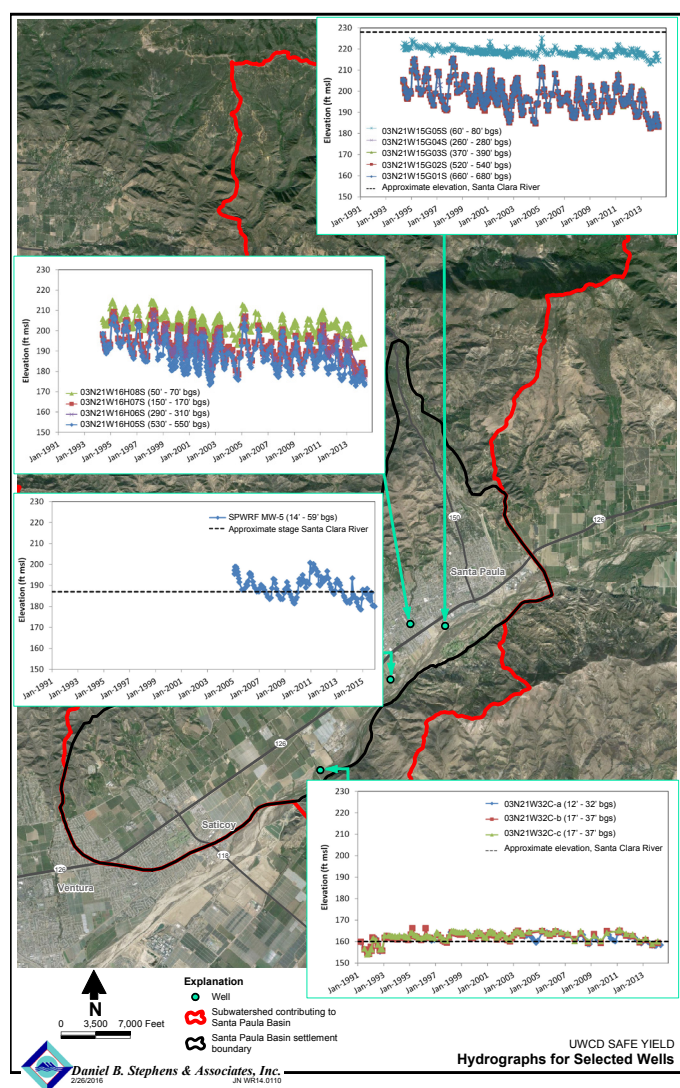 230
220
210
200
190
180
170
160
150
Elevation (ft msl)
03N21W15G05S (60' - 80' bgs)
03N21W15G04S (260' - 280' bgs)
03N21W15G03S (370' - 390' bgs)
03N21W15G02S (520' - 540' bgs)
03N21W15G01S (660' - 680' bgs)
Approximate elevation, Santa Clara River
Jan-1991
Jan-1993
Jan-1995
Jan-1997
Jan-1999
Jan-2001
Jan-2003
Jan-2005
Jan-2007
Jan-2009
Jan-2011
Jan-2013
230
220
210
200
190
180
170
160
150
Elevation (ft msl)
03N21W16H08S (50' - 70' bgs)
03N21W16H07S (150' - 170' bgs)
03N21W16H06S (290' - 310' bgs)
03N21W16H05S (530' - 550' bgs)
Jan-1991
Jan-1993
Jan-1995
Jan-1997
Jan-1999
Jan-2001
Jan-2003
Jan-2005
Jan-2007
Jan-2009
Jan-2011
Jan-2013
230
220
210
200
190
180
170
160
150
Elevation (ft msl)
SPWRF MW-5 (14' - 59' bgs)
Approximate stage Santa Clara River
Jan-1991
Jan-1993
Jan-1995
Jan-1997
Jan-1999
Jan-2001
Jan-2003
Jan-2005
Jan-2007
Jan-2009
Jan-2011
Jan-2013
Jan-2015
150
126
Santa Paula
126
Saticoy
118
126
Ventura
230
220
210
200
190
180
170
160
150
Elevation (ft msl)
03N21W32C-a (12' - 32' bgs)
03N21W32C-b (17' - 37' bgs)
03N21W32C-c (17' - 37' bgs)
Approximate elevation, Santa Clara River
Jan-1991
Jan-1993
Jan-1995
Jan-1997
Jan-1999
Jan-2001
Jan-2003
Jan-2005
Jan-2007
Jan-2009
Jan-2011
Jan-2013
N
0 3,500 7,000 Feet
Explanation
Well
Subwatershed contributing to
Santa Paula Basin
Santa Paula Basin settlement
boundary
UWCD SAFE YIELD
Hydrographs for Selected Wells
Daniel B. Stephens & Associates, Inc.
2/26/2016 JN WR14.0110